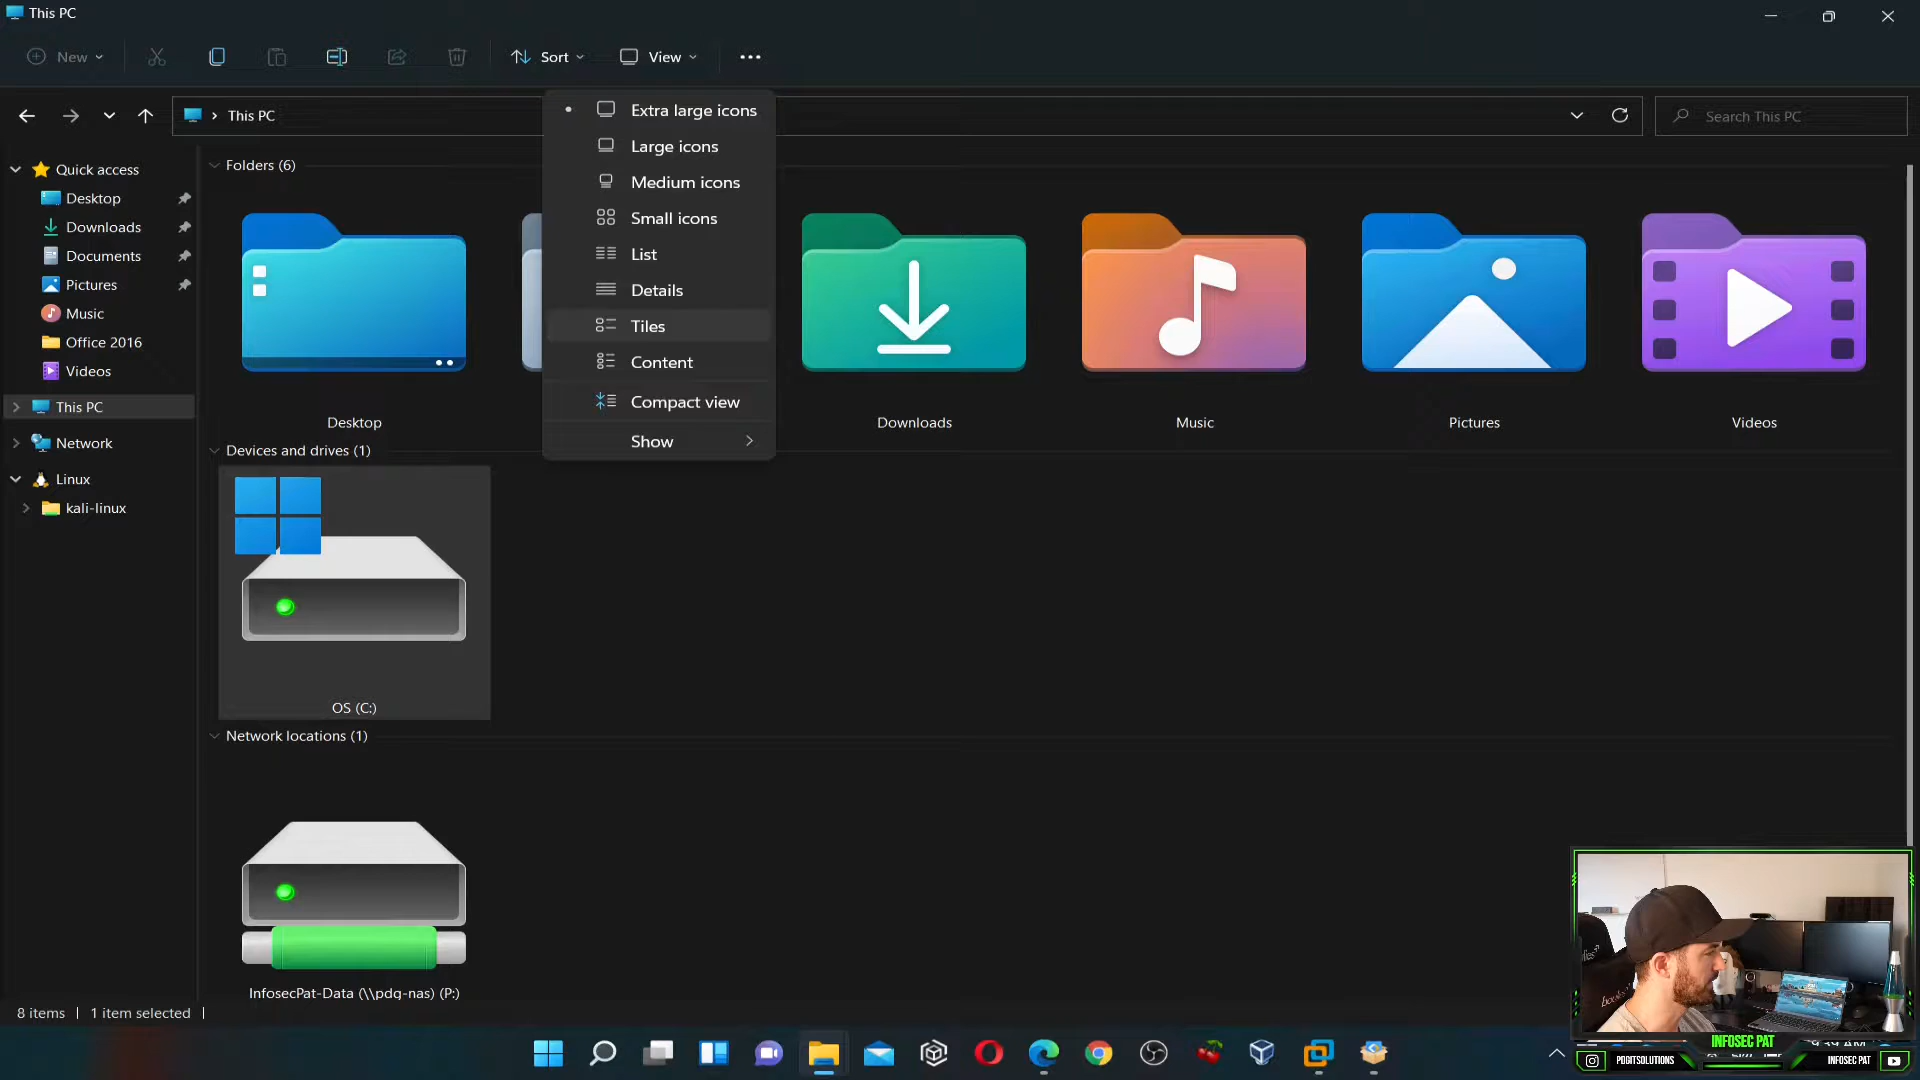 This PC
New
Sort
View
This PC
Search This PC
Extra large icons
Large icons
Medium icons
Small icons
List
Details
Tiles
Content
Compact view
Show
Quick access
Desktop
Downloads
Documents
Pictures
Music
Office 2016
Videos
This PC
Network
Linux
kali-linux
Folders (6)
Desktop
Downloads
Music
Pictures
Videos
Devices and drives (1)
OS (C:)
Network locations (1)
InfosecPat-Data (\\pdq-nas) (P:)
8 items
1 item selected
INFOSEC PAT
PDGITSOLUTIONS
INFOSEC PAT